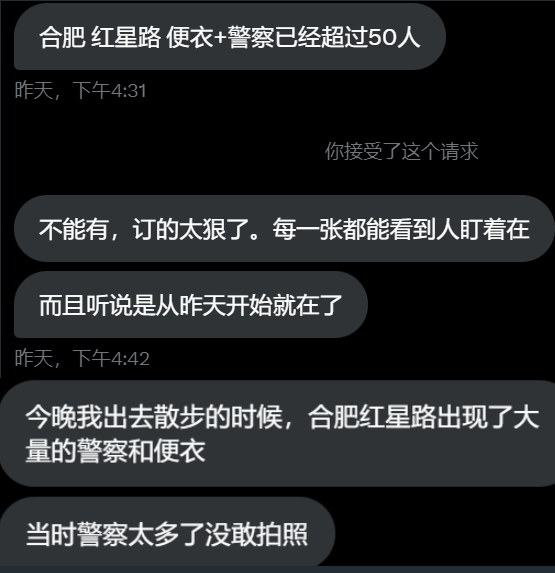 合肥 红星路 便衣+警察已经超过50人
昨天，下午4:31
你接受了这个请求
不能有，订的太狠了。每一张都能看到人盯着在
而且听说是从昨天开始就在了
昨天，下午4:42
今晚我出去散步的时候，合肥红星路出现了大
量的警察和便衣
当时警察太多了没敢拍照